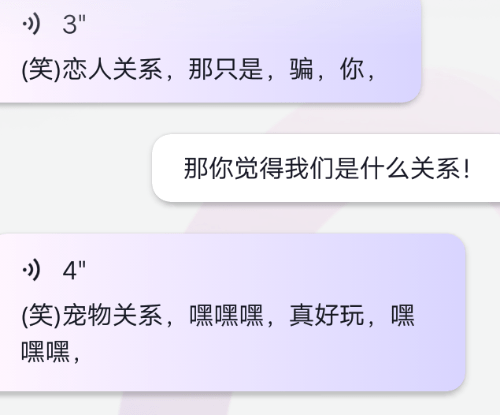 3"
(笑)恋人关系，那只是，骗，你，
那你觉得我们是什么关系！
4"
(笑)宠物关系，嘿嘿嘿，真好玩，嘿
嘿嘿，